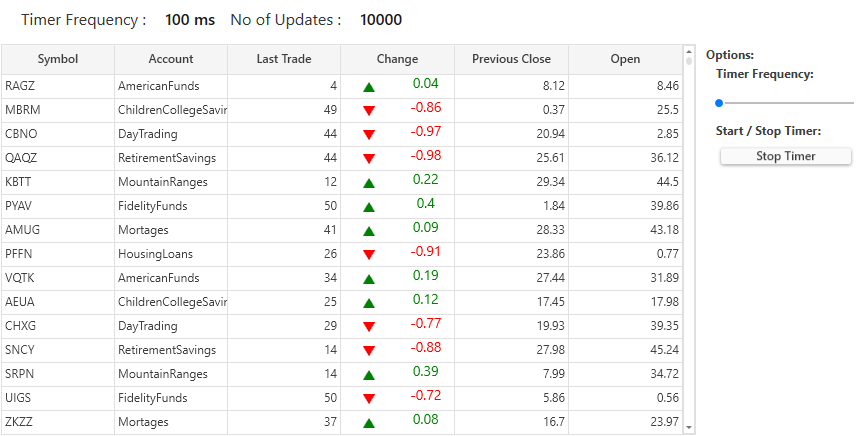 Timer Frequency : 100 ms No of Updates : 10000
Symbol Account Last Trade Change Previous Close Open
RAGZ AmericanFunds 4 0.04 8.12 8.46
MBRM ChildrenCollegeSavin 49 -0.86 0.37 25.5
CBNO DayTrading 44 -0.97 20.94 2.85
QAQZ RetirementSavings 44 -0.98 25.61 36.12
KBTT MountainRanges 12 0.22 29.34 44.5
PYAV FidelityFunds 50 0.4 1.84 39.86
AMUG Mortages 41 0.09 28.33 43.18
PFFN HousingLoans 26 -0.91 23.86 0.77
VQTK AmericanFunds 34 0.19 27.44 31.89
AEUA ChildrenCollegeSavin 25 0.12 17.45 17.98
CHXG DayTrading 29 -0.77 19.93 39.35
SNCY RetirementSavings 14 -0.88 27.98 45.24
SRPN MountainRanges 14 0.39 7.99 34.72
UIGS FidelityFunds 50 -0.72 5.86 0.56
ZKZZ Mortages 37 0.08 16.7 23.97
Options:
Timer Frequency:
Start / Stop Timer:
Stop Timer